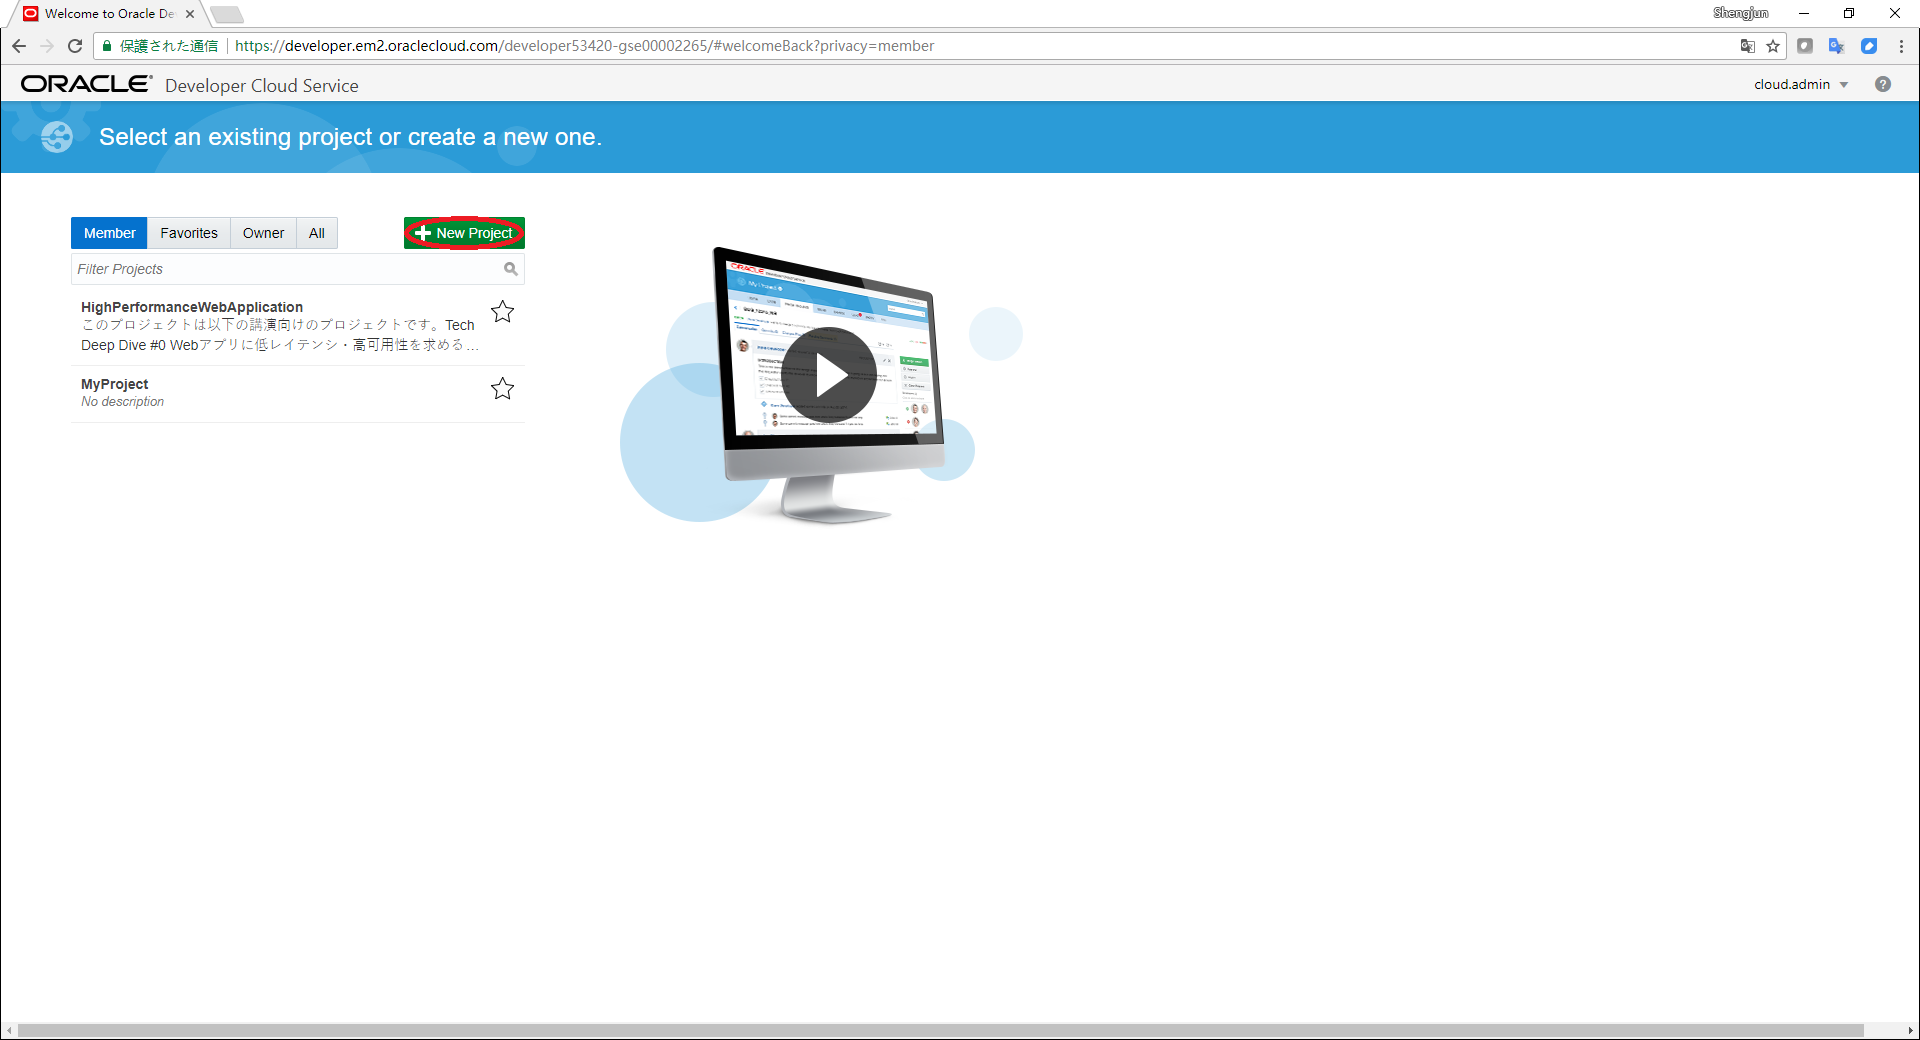 Welcome to Oracle De
Shengjun
保護された通信 https://developer.em2.oraclecloud.com/developer53420-gse00002265/#welcomeBack?privacy=member
ORACLE Developer Cloud Service
cloud.admin
Select an existing project or create a new one.
Member Favorites Owner All
New Project
Filter Projects
HighPerformanceWebApplication
このプロジェクトは以下の講演向けのプロジェクトです。Tech
Deep Dive #0 Webアプリに低レイテンシ・高可用性を求める…
MyProject
No description
ORACLE
My Project